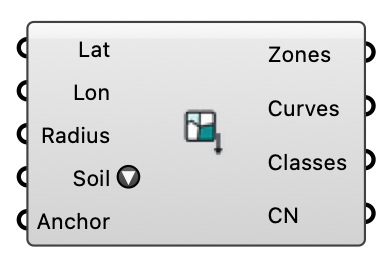 Lat
Lon
Radius
Soil
Anchor
Zones
Curves
Classes
CN